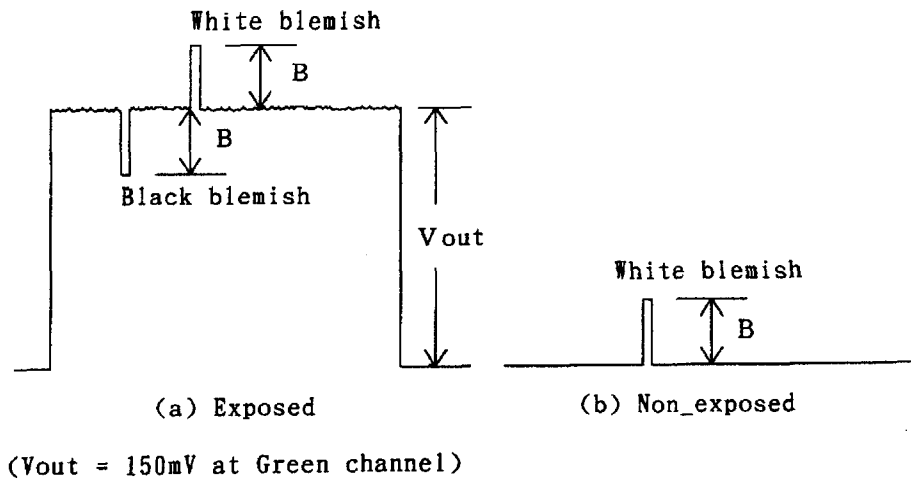 White blemish
B
B
Black blemish
Vout
White blemish
B
(a) Exposed
(b) Non_exposed
(Vout = 150mV at Green channel)